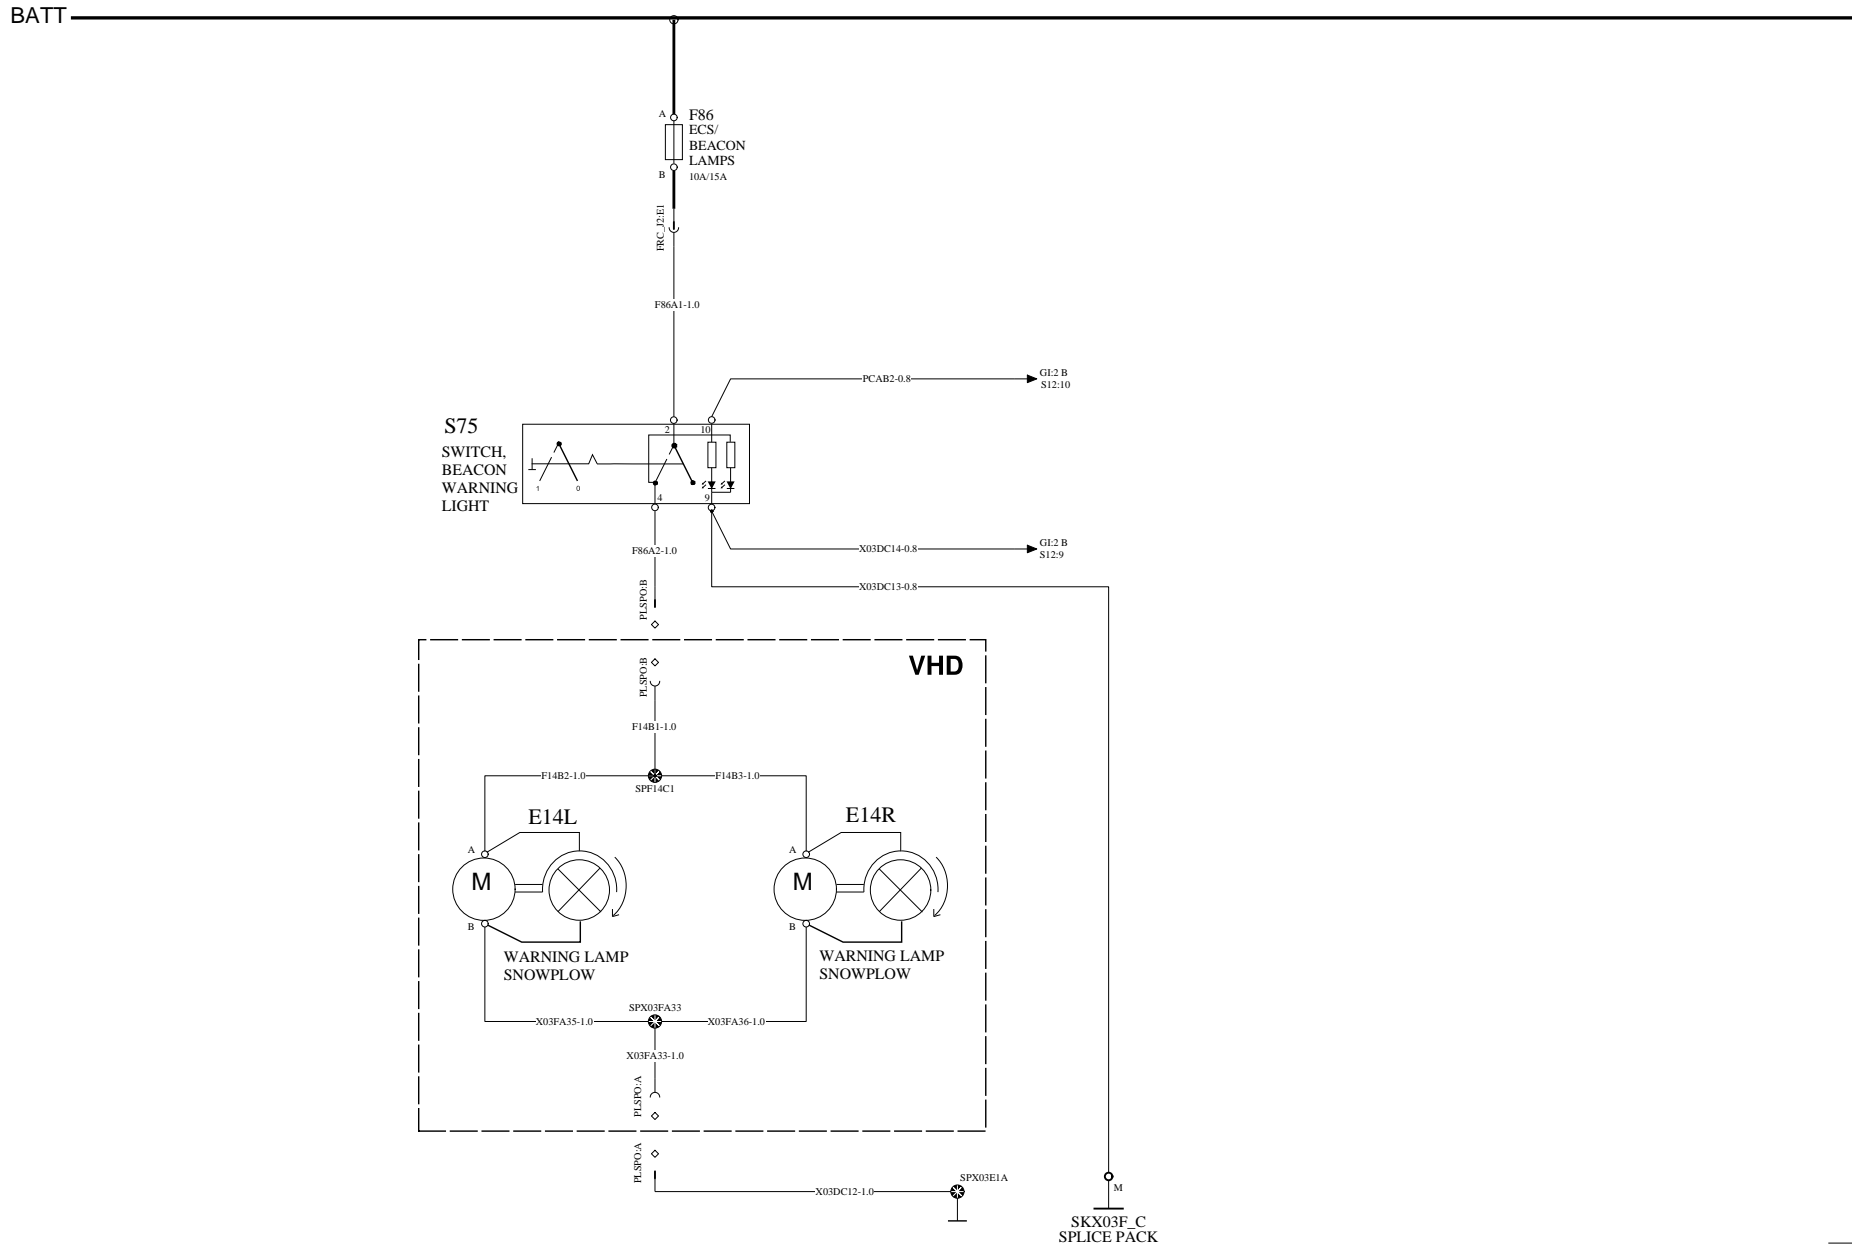 BATT
A
F86
ECS/
BEACON
LAMPS
B
10A/15A
FRC_J2:E1
F86A1-1.0
PCAB2-0.8
GI:2 B
S12:10
S75
SWITCH,
BEACON
WARNING
LIGHT
2
10
1
0
4
9
F86A2-1.0
X03DC14-0.8
GI:2 B
S12:9
X03DC13-0.8
PLSPO:B
VHD
PLSPO:B
F14B1-1.0
F14B2-1.0
F14B3-1.0
SPF14C1
E14L
E14R
A
A
M
M
B
B
WARNING LAMP
SNOWPLOW
WARNING LAMP
SNOWPLOW
SPX03FA33
X03FA35-1.0
X03FA36-1.0
X03FA33-1.0
PLSPO:A
PLSPO:A
SPX03E1A
X03DC12-1.0
M
SKX03F_C
SPLICE PACK